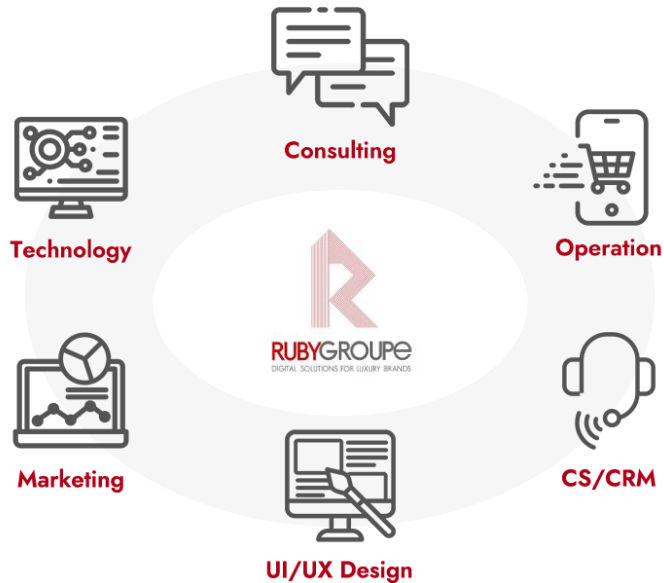 Consulting
Technology
Operation
RUBYGROUPE
DIGITAL SOLUTIONS FOR LUXURY BRANDS
Marketing
CS/CRM
UI/UX Design